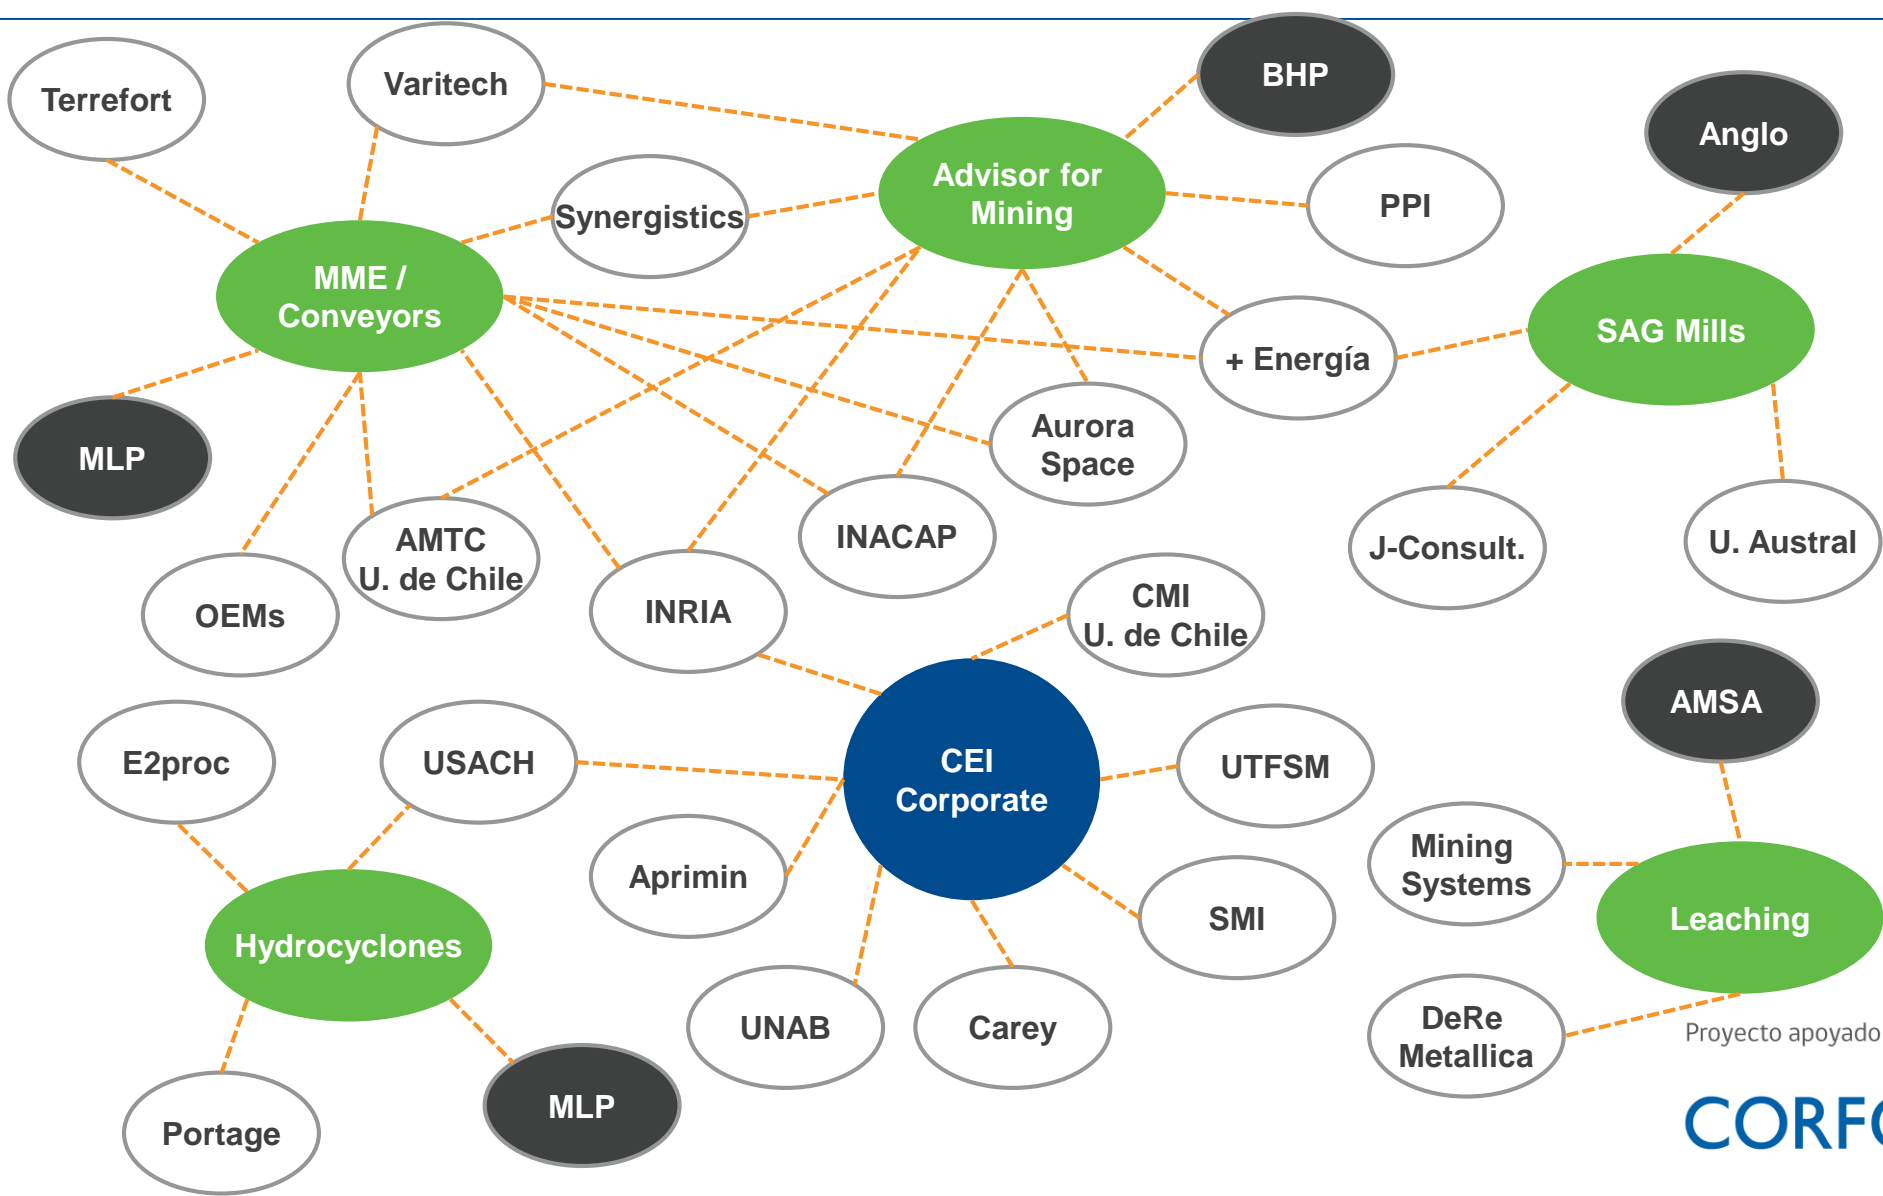 Terrefort
Varitech
BHP
Anglo
Synergistics
Advisor for
Mining
PPI
MME /
Conveyors
SAG Mills
+ Energía
MLP
Aurora
Space
AMTC
U. de Chile
INACAP
J-Consult.
U. Austral
OEMs
INRIA
CMI
U. de Chile
AMSA
E2proc
USACH
CEI
Corporate
UTFSM
Mining
Systems
Aprimin
SMI
Leaching
Hydrocyclones
UNAB
Carey
DeRe
Metallica
Proyecto apoyado
Portage
MLP
CORFO